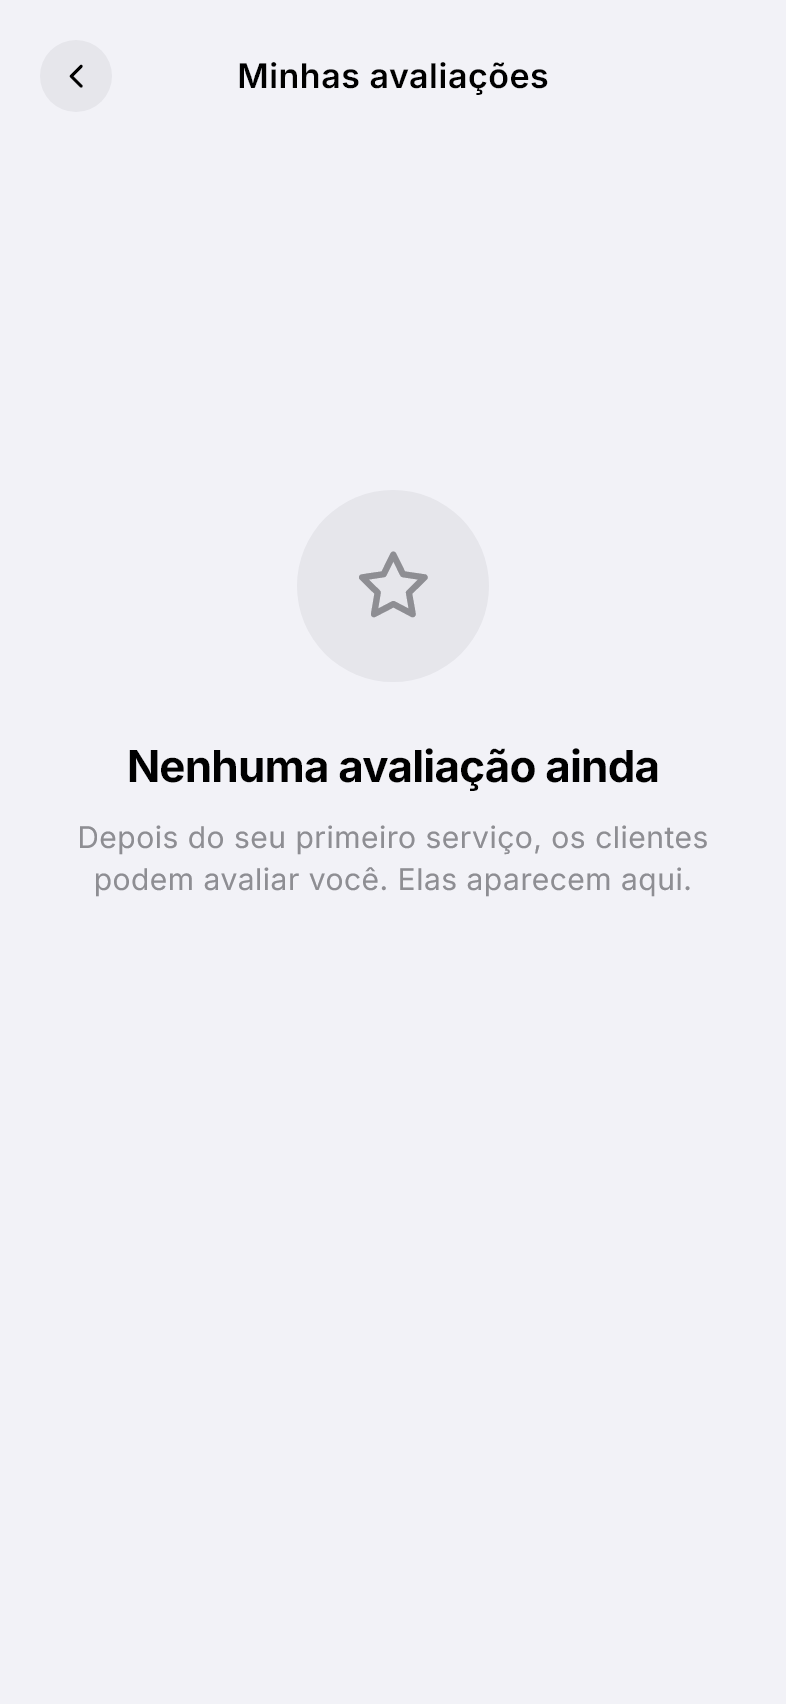 Minhas avaliações
Nenhuma avaliação ainda
Depois do seu primeiro serviço, os clientes
podem avaliar você. Elas aparecem aqui.